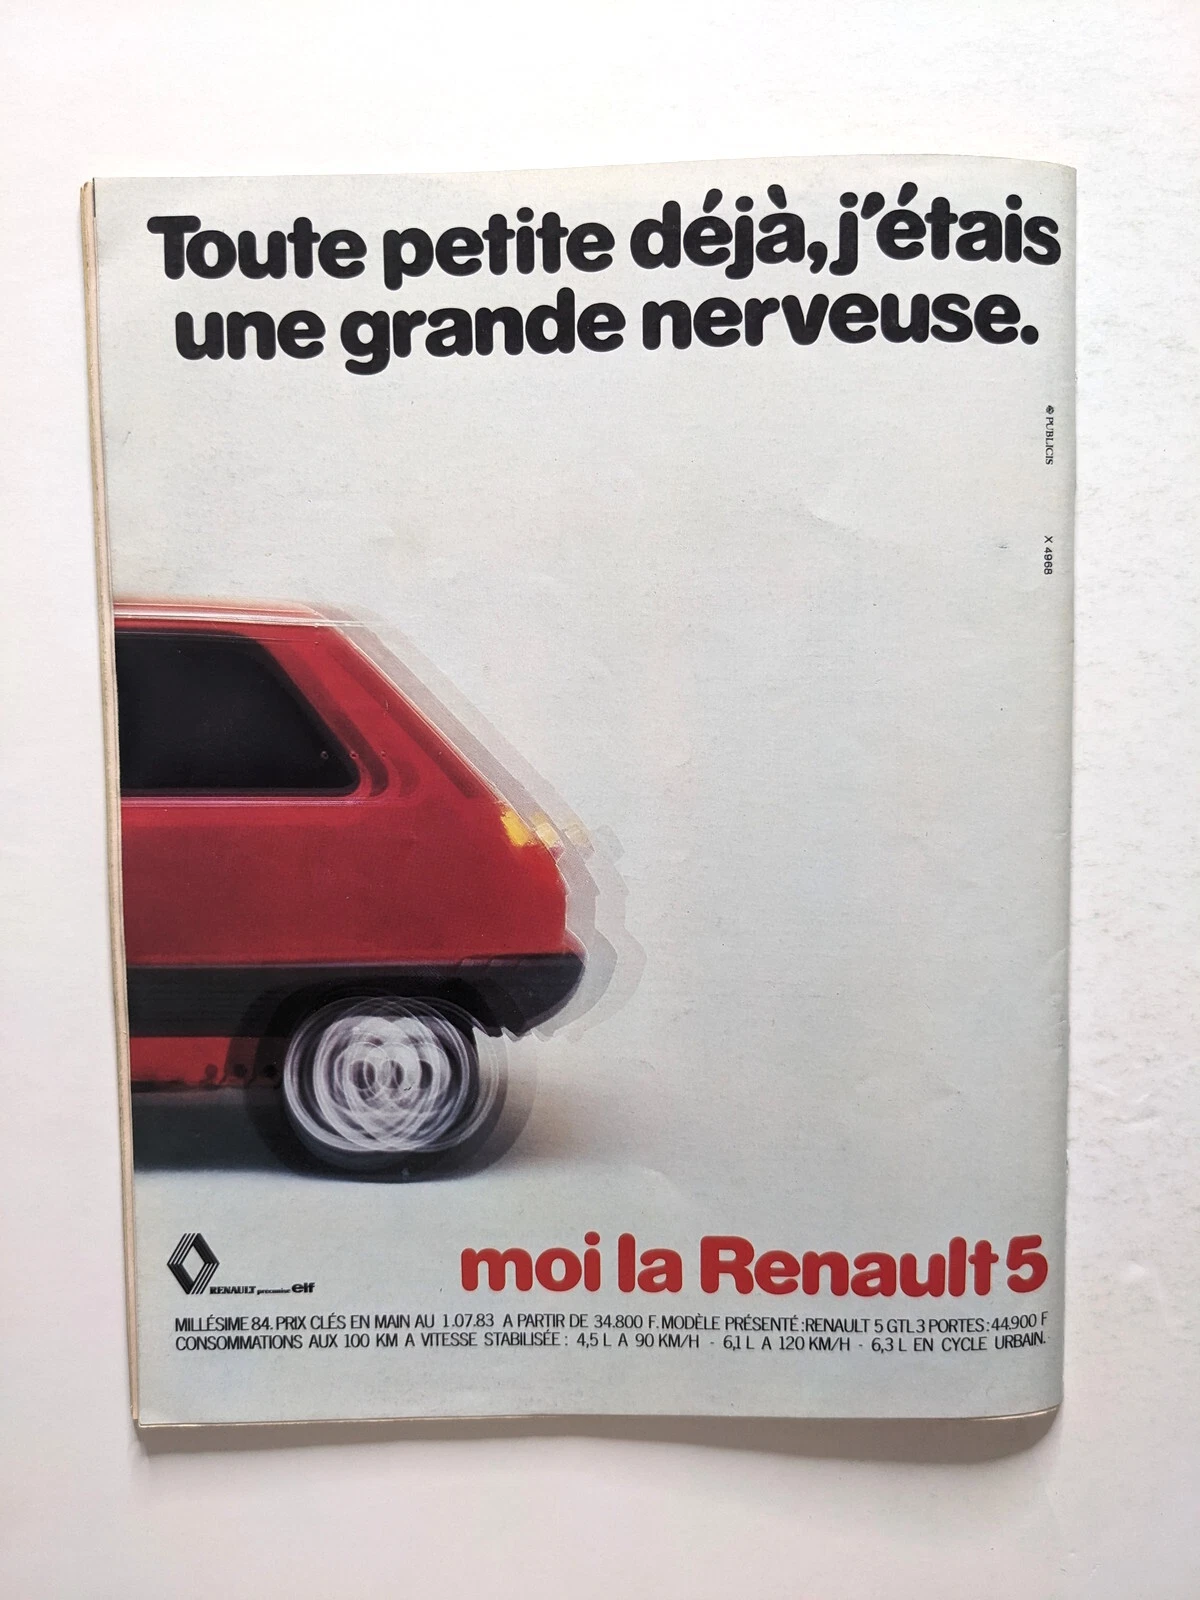 Toute petite déjà, j'étais
une grande nerveuse.
PUBLICIS
X 4968
moi la Renault 5
RENAULT préconise elf
MILLÉSIME 84. PRIX CLÉS EN MAIN AU 1.07.83 A PARTIR DE 34.800 F. MODÈLE PRÉSENTÉ : RENAULT 5 GTL 3 PORTES : 44.900 F
CONSOMMATIONS AUX 100 KM A VITESSE STABILISÉE : 4,5 L A 90 KM/H - 6,1 L A 120 KM/H - 6,3 L EN CYCLE URBAIN.